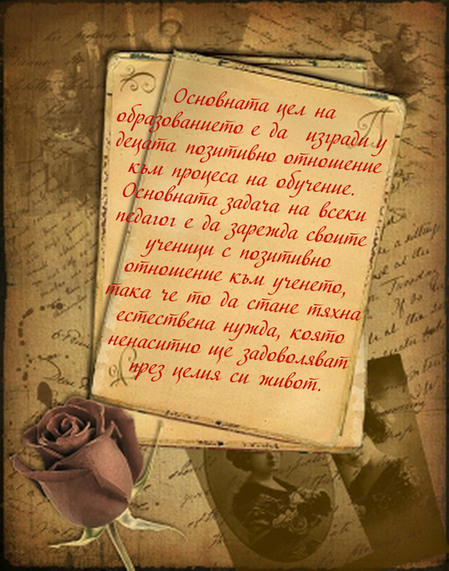 Основната цел на
образованието е да изгради у
децата позитивно отношение
към процеса на обучение.
Основната задача на всеки
педагог е да зарежда своите
ученици с позитивно
отношение към ученето,
така че то да стане тяхна
естествена нужда, която
ненаситно ще задоволяват
през целия си живот.